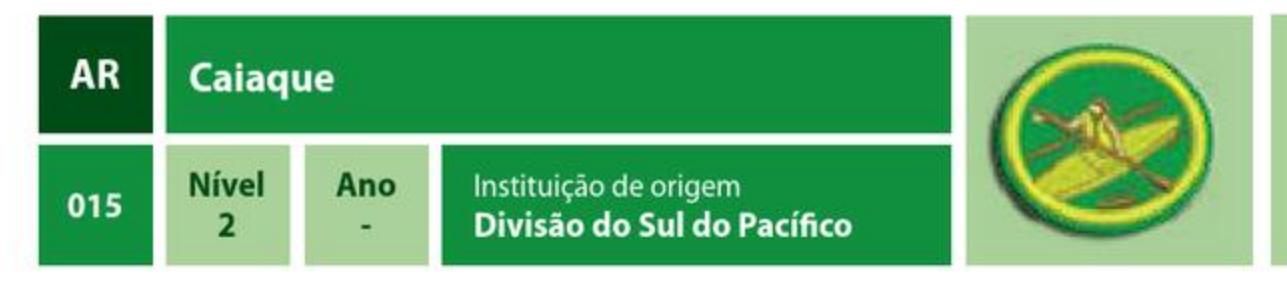 AR
Caiaque
015
Nível
2
Ano
-
Instituição de origem
Divisão do Sul do Pacífico